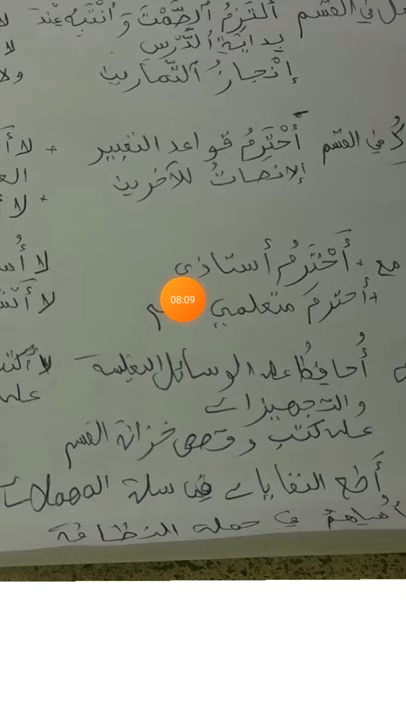 في القسم ألتزم الصمت وأنتبه عند
بداية الدرس
إنجاز التمارين
في القسم أحترم قواعد التعبير
الإنصات للآخرين
مع أحترم أستاذي
أحترم متعلمي
08:09
أحافظ على الوسائل التعليمية
والتجهيزات
على كتب وقصص خزانة القسم
أضع النفايات في سلة المهملات
أساهم في حملة النظافة